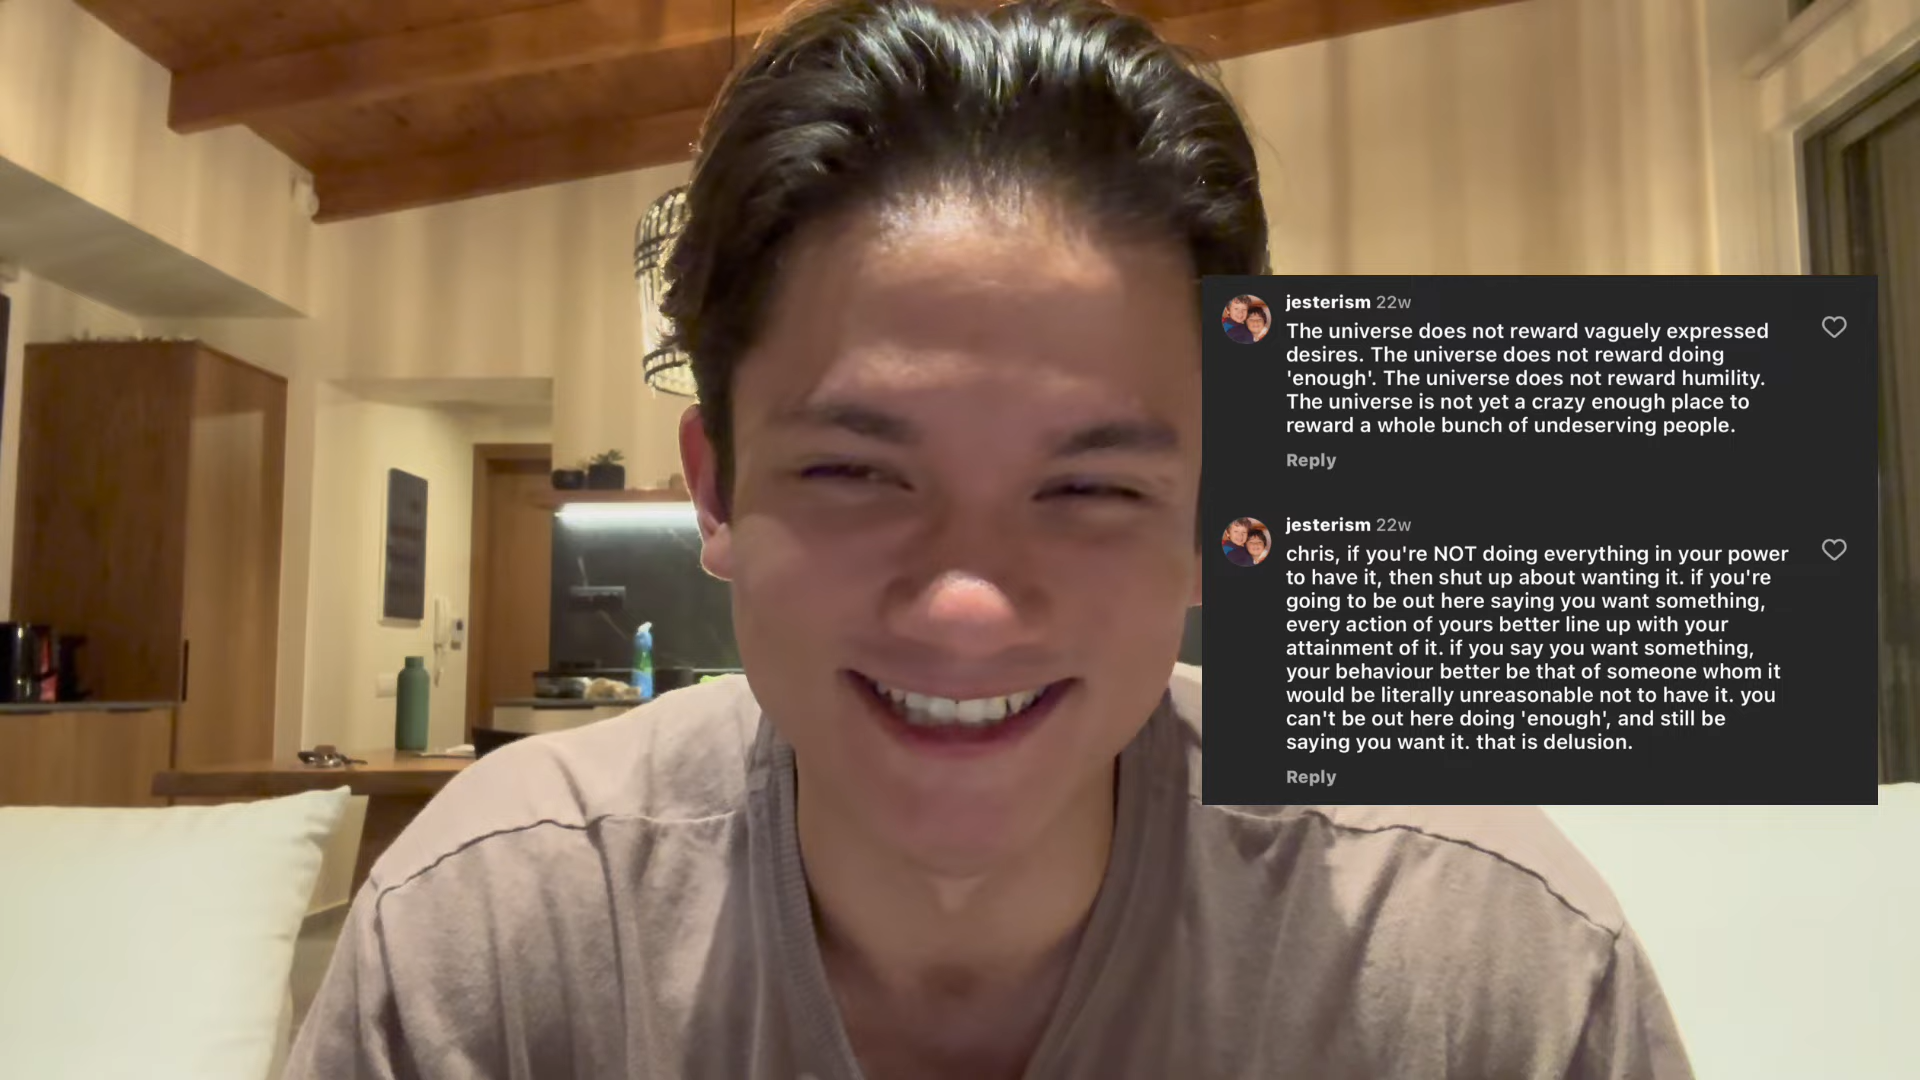 jesterism 22w
The universe does not reward vaguely expressed
desires. The universe does not reward doing
'enough'. The universe does not reward humility.
The universe is not yet a crazy enough place to
reward a whole bunch of undeserving people.
Reply
jesterism 22w
chris, if you're NOT doing everything in your power
to have it, then shut up about wanting it. if you're
going to be out here saying you want something,
every action of yours better line up with your
attainment of it. if you say you want something,
your behaviour better be that of someone whom it
would be literally unreasonable not to have it. you
can't be out here doing 'enough', and still be
saying you want it. that is delusion.
Reply